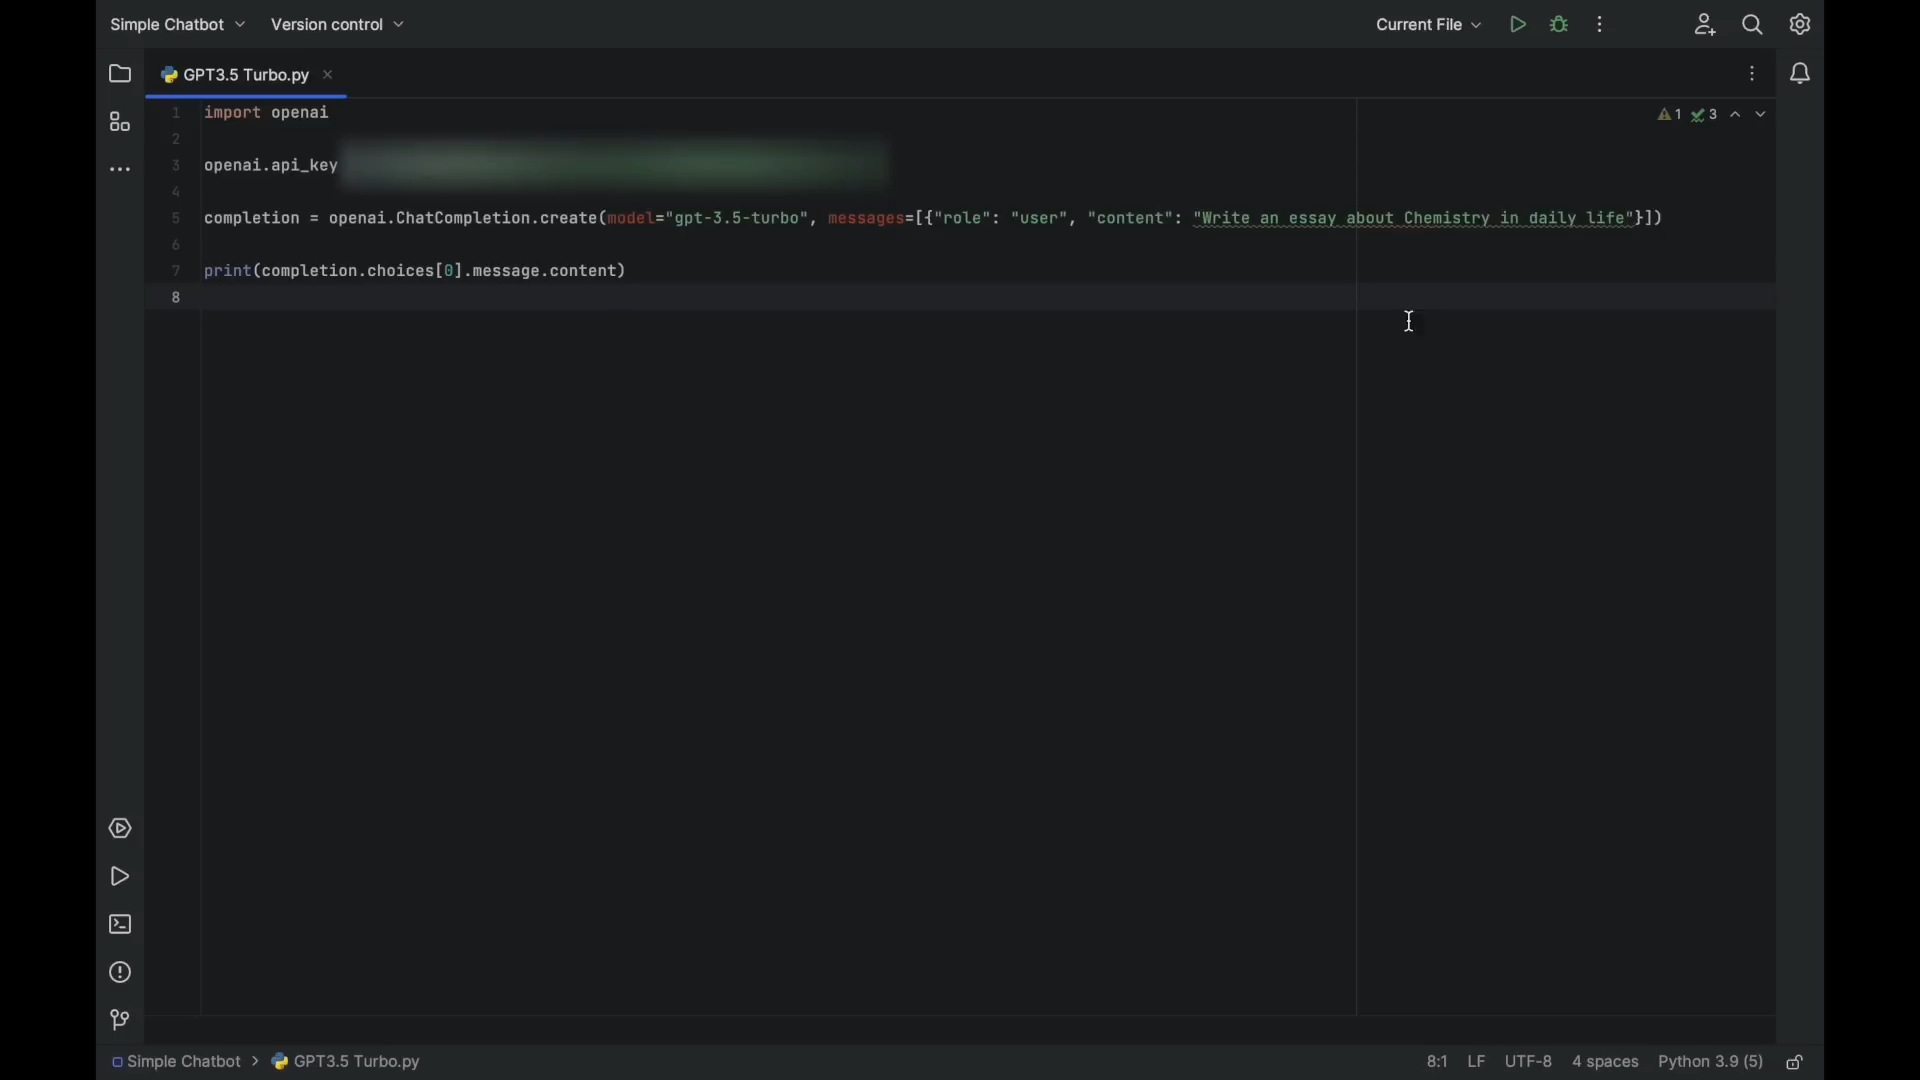 Simple Chatbot Version control Current File
GPT3.5 Turbo.py
1 import openai 1 3
2
3 openai.api_key
4
5 completion = openai.ChatCompletion.create(model="gpt-3.5-turbo", messages=[{"role": "user", "content": "Write an essay about Chemistry in daily life"}])
6
7 print(completion.choices[0].message.content)
8
Simple Chatbot > GPT3.5 Turbo.py 8:1 LF UTF-8 4 spaces Python 3.9 (5)